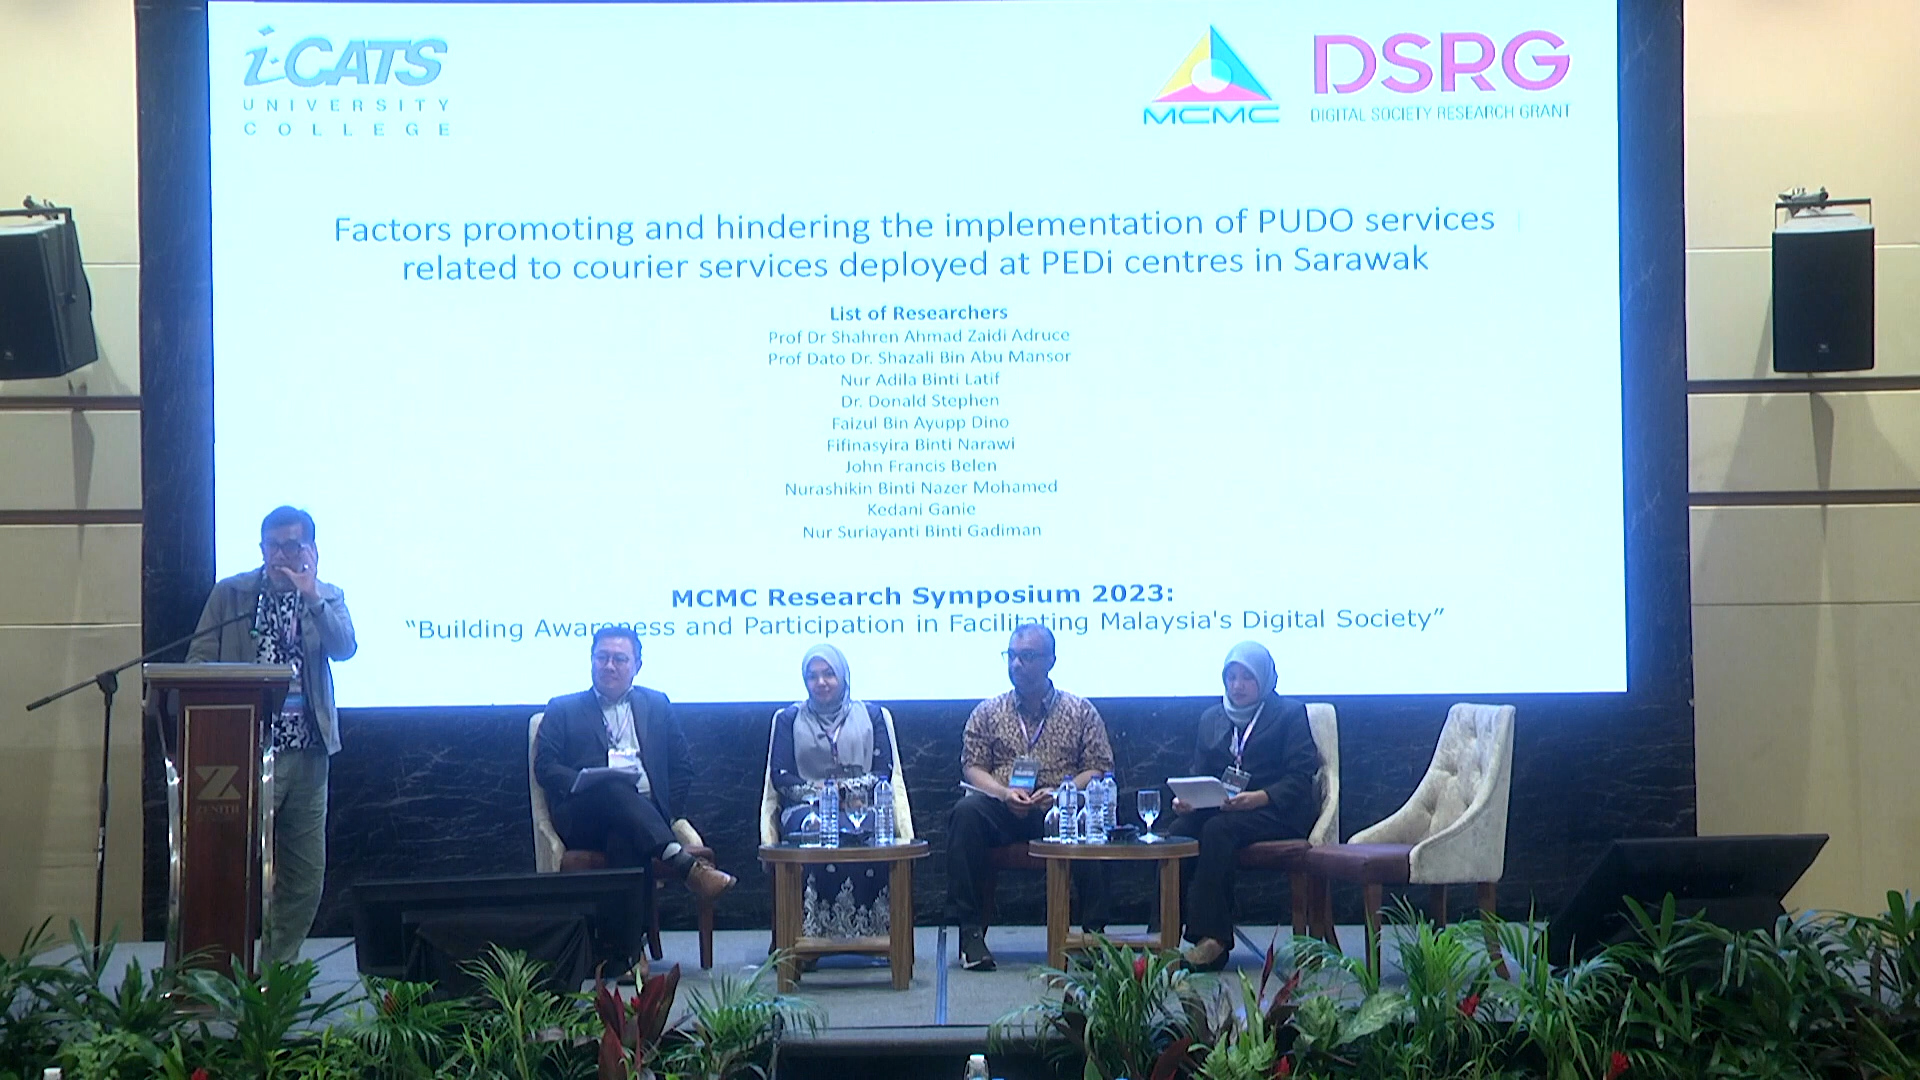 i-CATS
UNIVERSITY
COLLEGE
MCMC
DSRG
DIGITAL SOCIETY RESEARCH GRANT
Factors promoting and hindering the implementation of PUDO services
related to courier services deployed at PEDi centres in Sarawak
List of Researchers
Prof Dr Shahren Ahmad Zaidi Adruce
Prof Dato Dr. Shazali Bin Abu Mansor
Nur Adila Binti Latif
Dr. Donald Stephen
Faizul Bin Ayupp Dino
Fifinasyira Binti Narawi
John Francis Belen
Nurashikin Binti Nazer Mohamed
Kedani Ganie
Nur Suriayanti Binti Gadiman
MCMC Research Symposium 2023:
“Building Awareness and Participation in Facilitating Malaysia's Digital Society”
Z
ZENITH